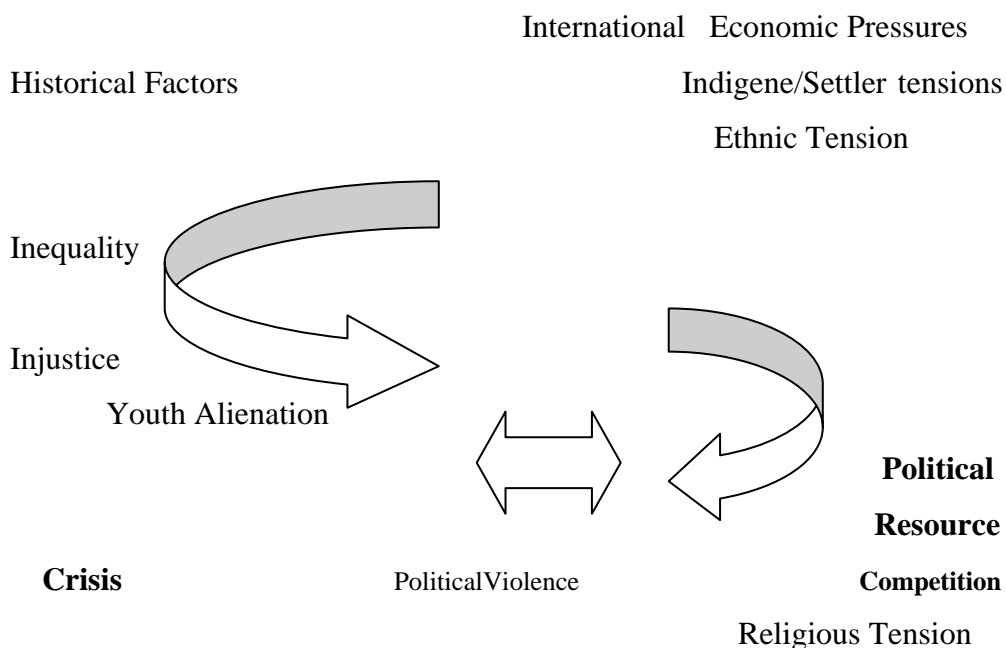 International Economic Pressures
Historical Factors Indigene/Settler tensions
Ethnic Tension
Inequality
Injustice
Youth Alienation
Political
Resource
Crisis PoliticalViolence Competition
Religious Tension